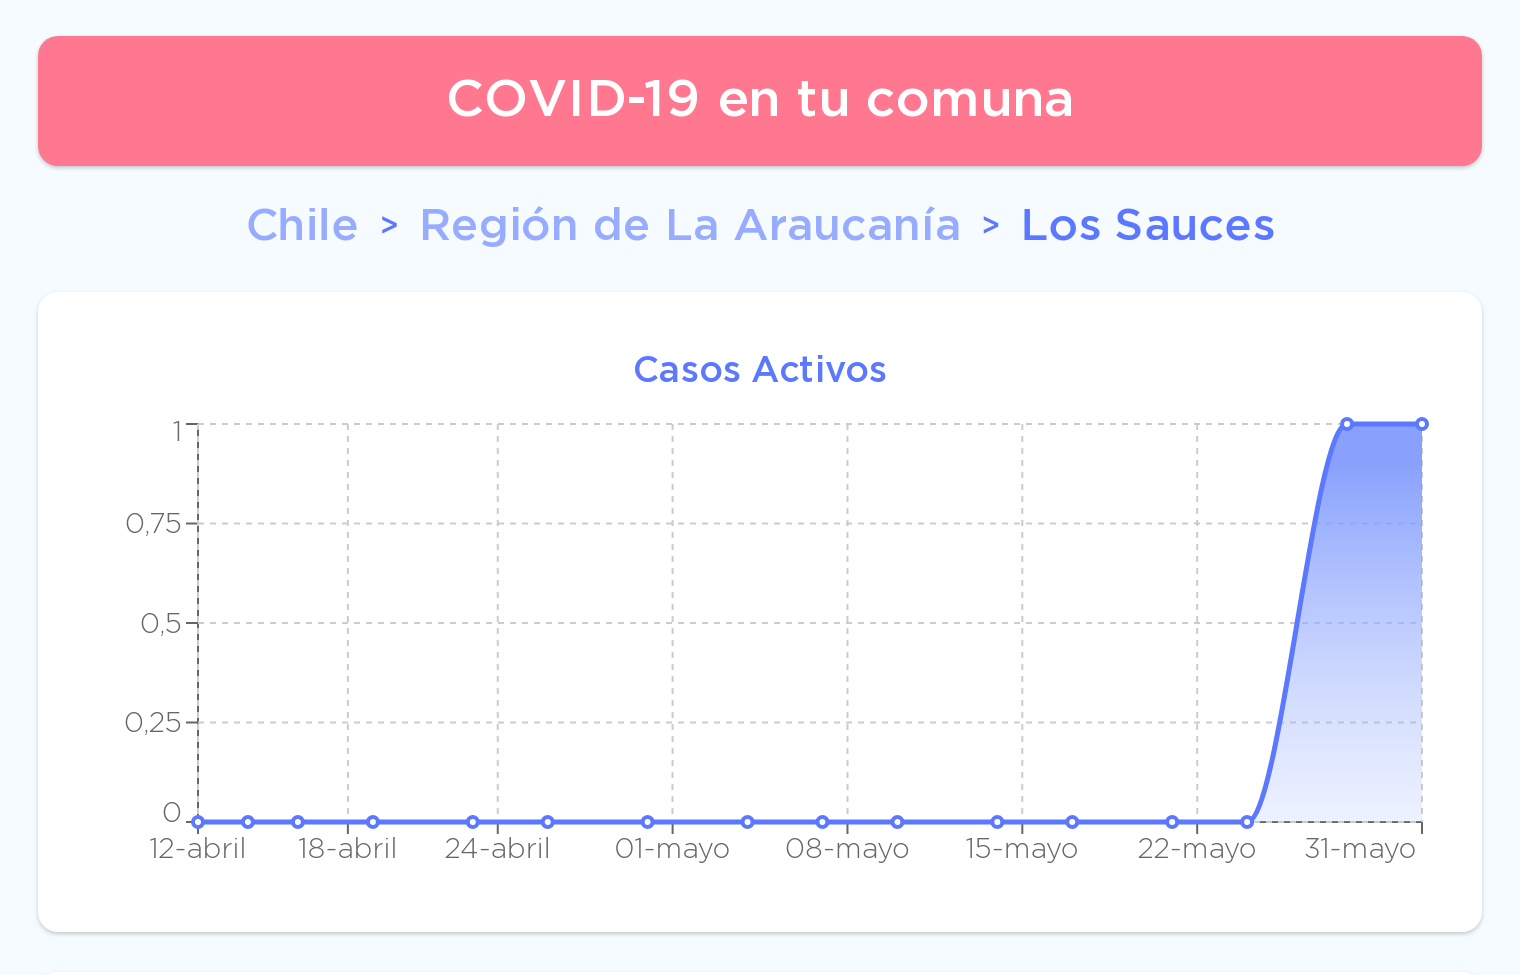 COVID-19 en tu comuna
Chile > Región de La Araucanía > Los Sauces
Casos Activos
1
0,75
0,5
0,25
0
12-abril 18-abril 24-abril 01-mayo 08-mayo 15-mayo 22-mayo 31-mayo